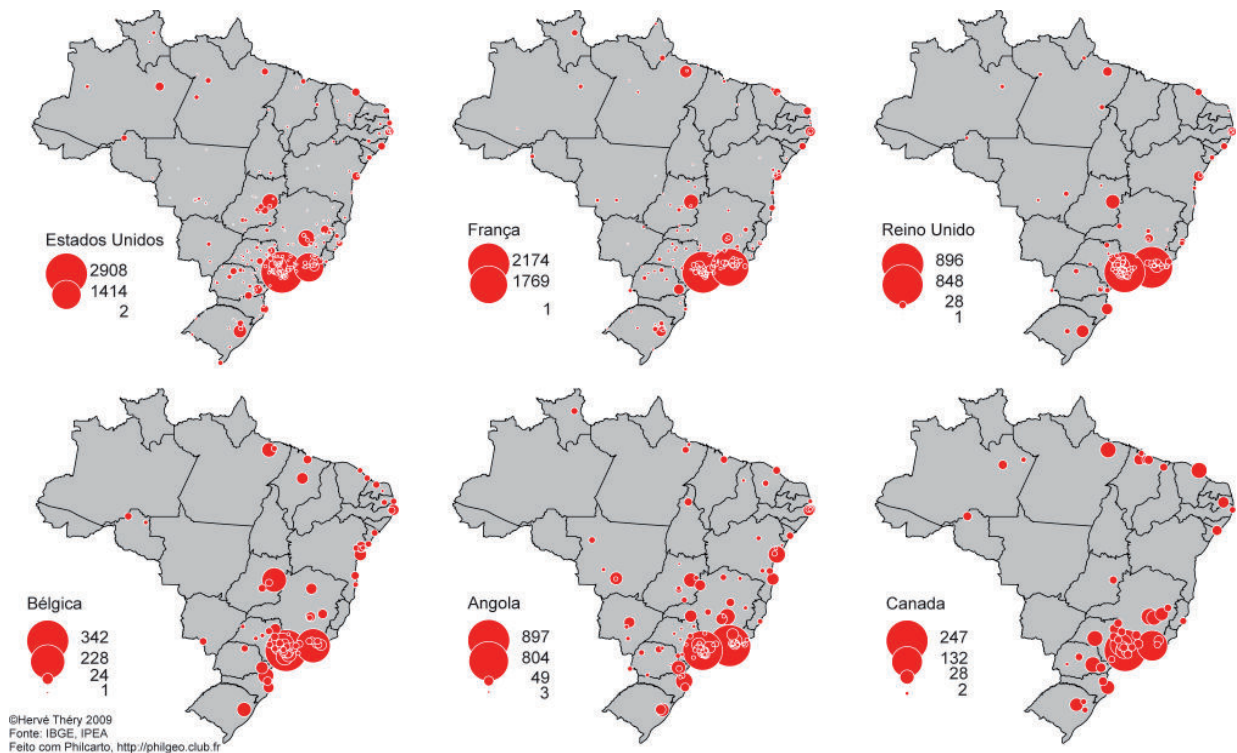 Estados Unidos
2908
1414
2
França
2174
1769
1
Reino Unido
896
848
28
1
Bélgica
342
228
24
1
Angola
897
804
49
3
Canada
247
132
28
2
©Hervé Théry 2009
Fonte: IBGE, IPEA
Feito com Philcarto, http://philgeo.club.fr